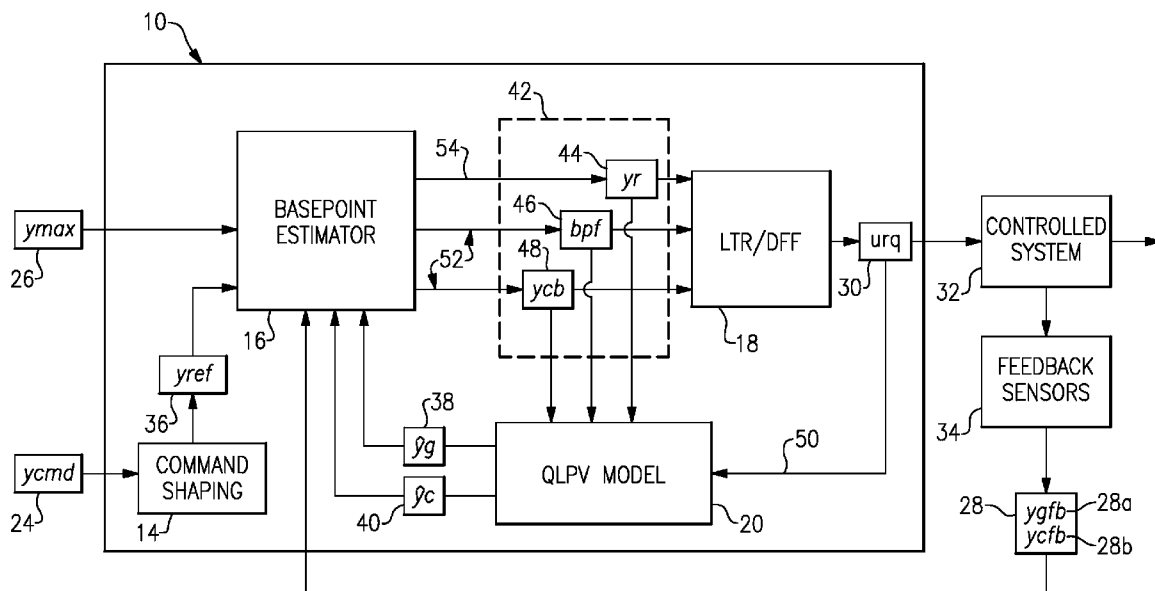 10
42
54
44
yr
ymax
26
BASEPOINT
ESTIMATOR
16
46
bpf
52
48
ycb
LTR/DFF
18
urq
30
CONTROLLED
SYSTEM
32
yref
36
FEEDBACK
SENSORS
34
38
ŷg
ycmd
24
COMMAND
SHAPING
14
40
ŷc
QLPV MODEL
20
50
28
ygfb
28a
ycfb
28b